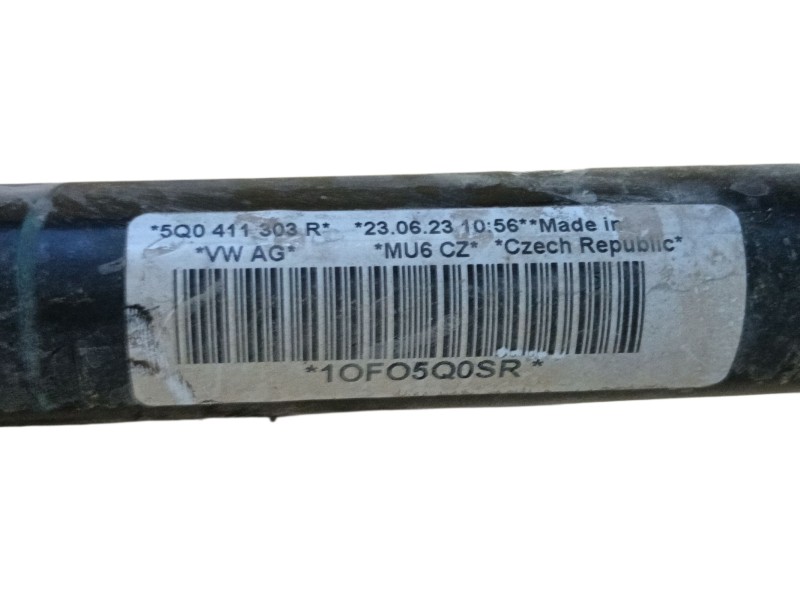 *5Q0 411 303 R* *23.06.23 10:56**Made in
*VW AG* *MU6 CZ* *Czech Republic*
*1OFO5Q0SR*